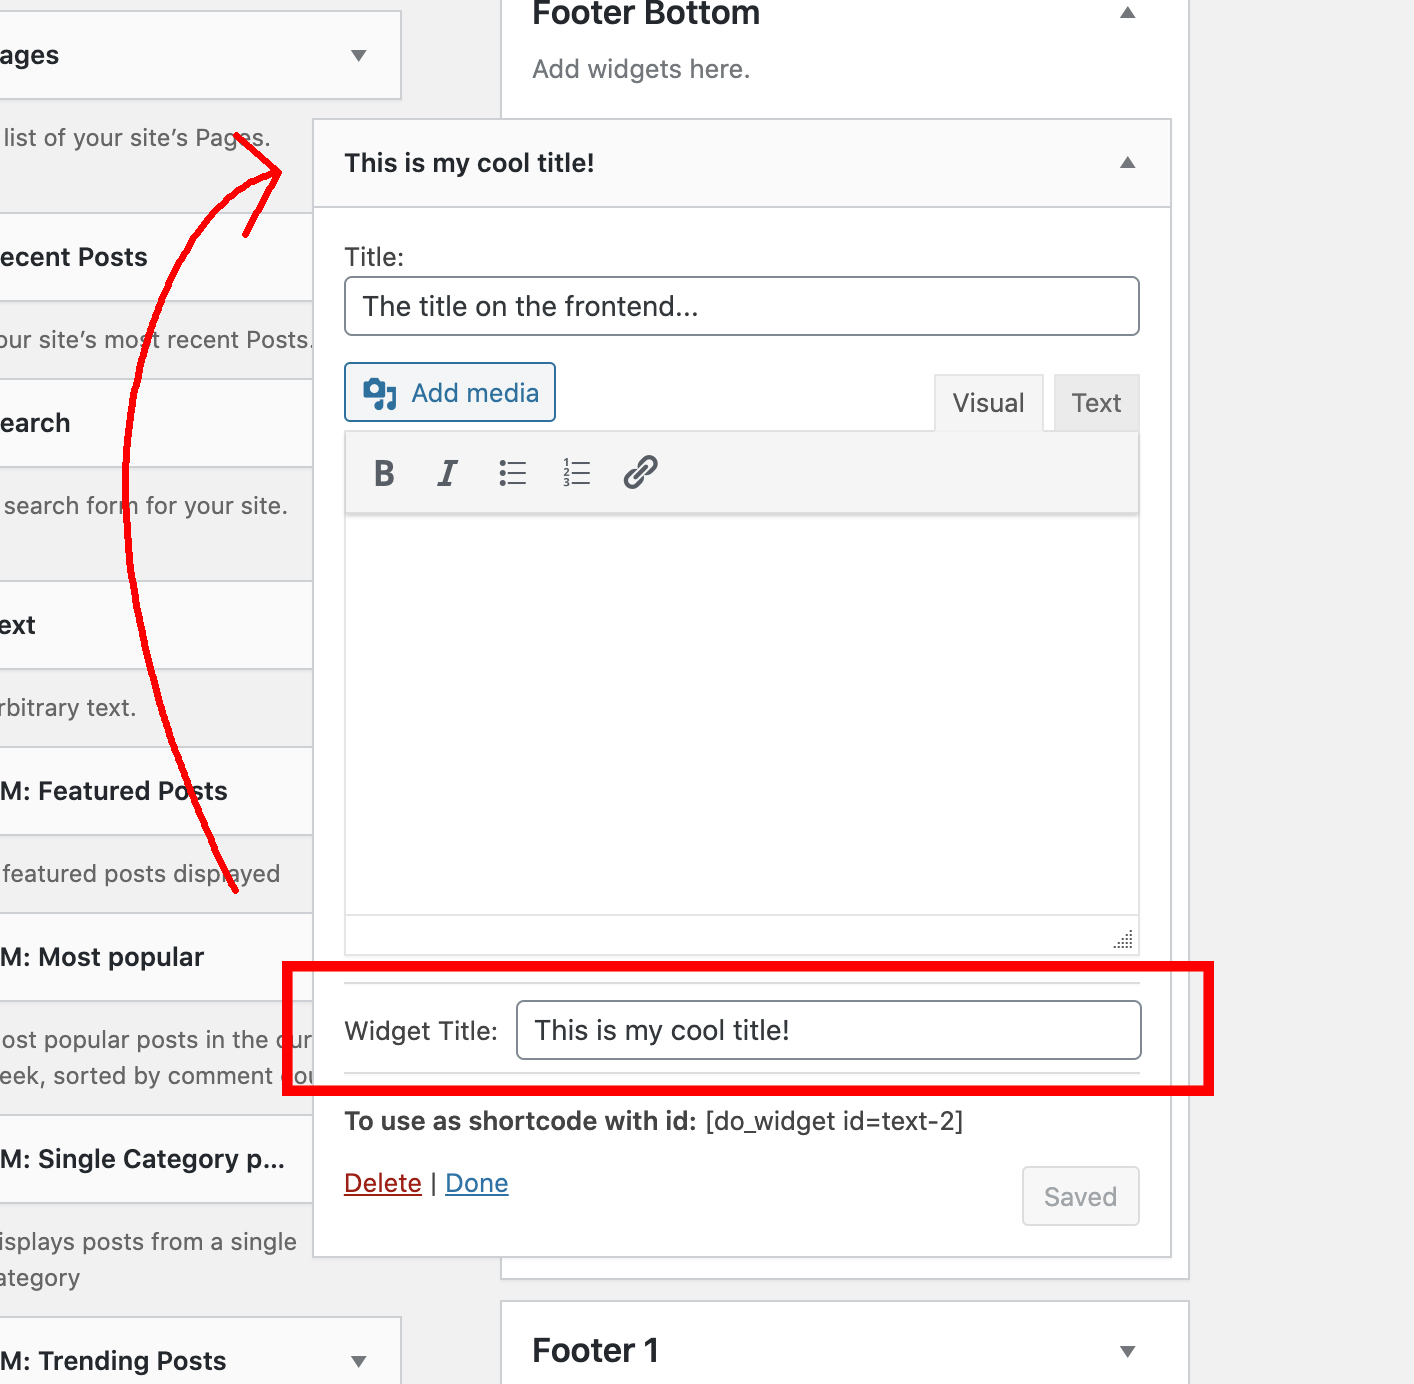 ages
list of your site's Pages.
ecent Posts
our site's most recent Posts.
earch
search form for your site.
ext
rbitrary text.
M: Featured Posts
featured posts displayed
M: Most popular
ost popular posts in the cur
eek, sorted by comment cou
M: Single Category p...
isplays posts from a single
ategory
M: Trending Posts
Footer Bottom
Add widgets here.
This is my cool title!
Title:
The title on the frontend...
Add media
Visual
Text
B I
Widget Title: This is my cool title!
To use as shortcode with id: [do_widget id=text-2]
Delete | Done
Saved
Footer 1